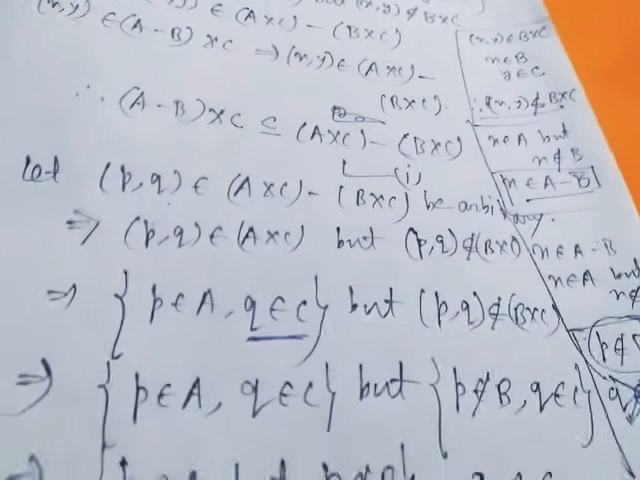 (x,y) ∈ (A-B) × C ⇒ (x,y) ∈ (A×C) -
(B×C).
∴ (A-B) × C ⊆ (A×C) - (B×C)
(i)
Let (p,q) ∈ (A×C) - (B×C) be arbitrary.
⇒ (p,q) ∈ (A×C) but (p,q) ∉ (B×C)
⇒ {p∈A, q∈C} but (p,q) ∉ (B×C)
⇒ {p∈A, q∈C} but {p∉B, q∈C}
(x,y) ∈ B×C
x∈B
y∈C
∴ (x,y) ∉ B×C
x∈A but
x∉B
x∈A-B
x∈A-B
x∈A but
x∉
(p∉